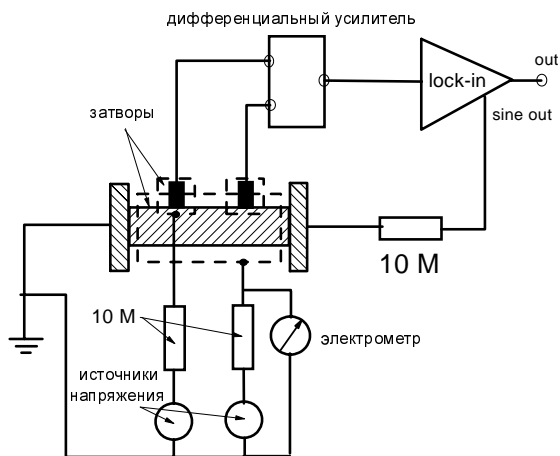 дифференциальный усилитель
out
lock-in
sine out
затворы
10 M
10 M
электрометр
источники
напряжения